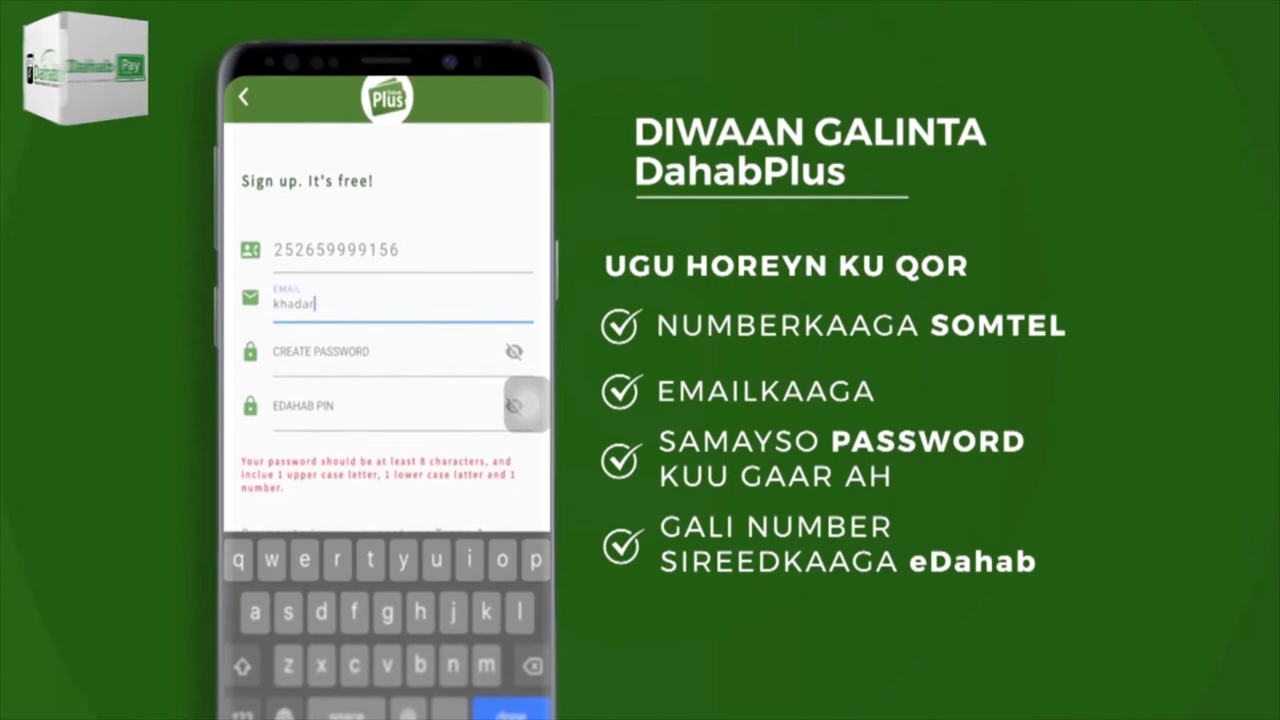 Dahab
Pay
Plus
Sign up. It's free!
252659999156
EMAIL
khadar
CREATE PASSWORD
EDAHAB PIN
Your password should be at least 8 characters, and
inclue 1 upper case letter, 1 lower case latter and 1
number.
q w e r t y u i o p
a s d f g h j k l
z x c v b n m
DIWAAN GALINTA
DahabPlus
UGU HOREYN KU QOR
NUMBERKAAGA SOMTEL
EMAILKAAGA
SAMAYSO PASSWORD
KUU GAAR AH
GALI NUMBER
SIREEDKAAGA eDahab